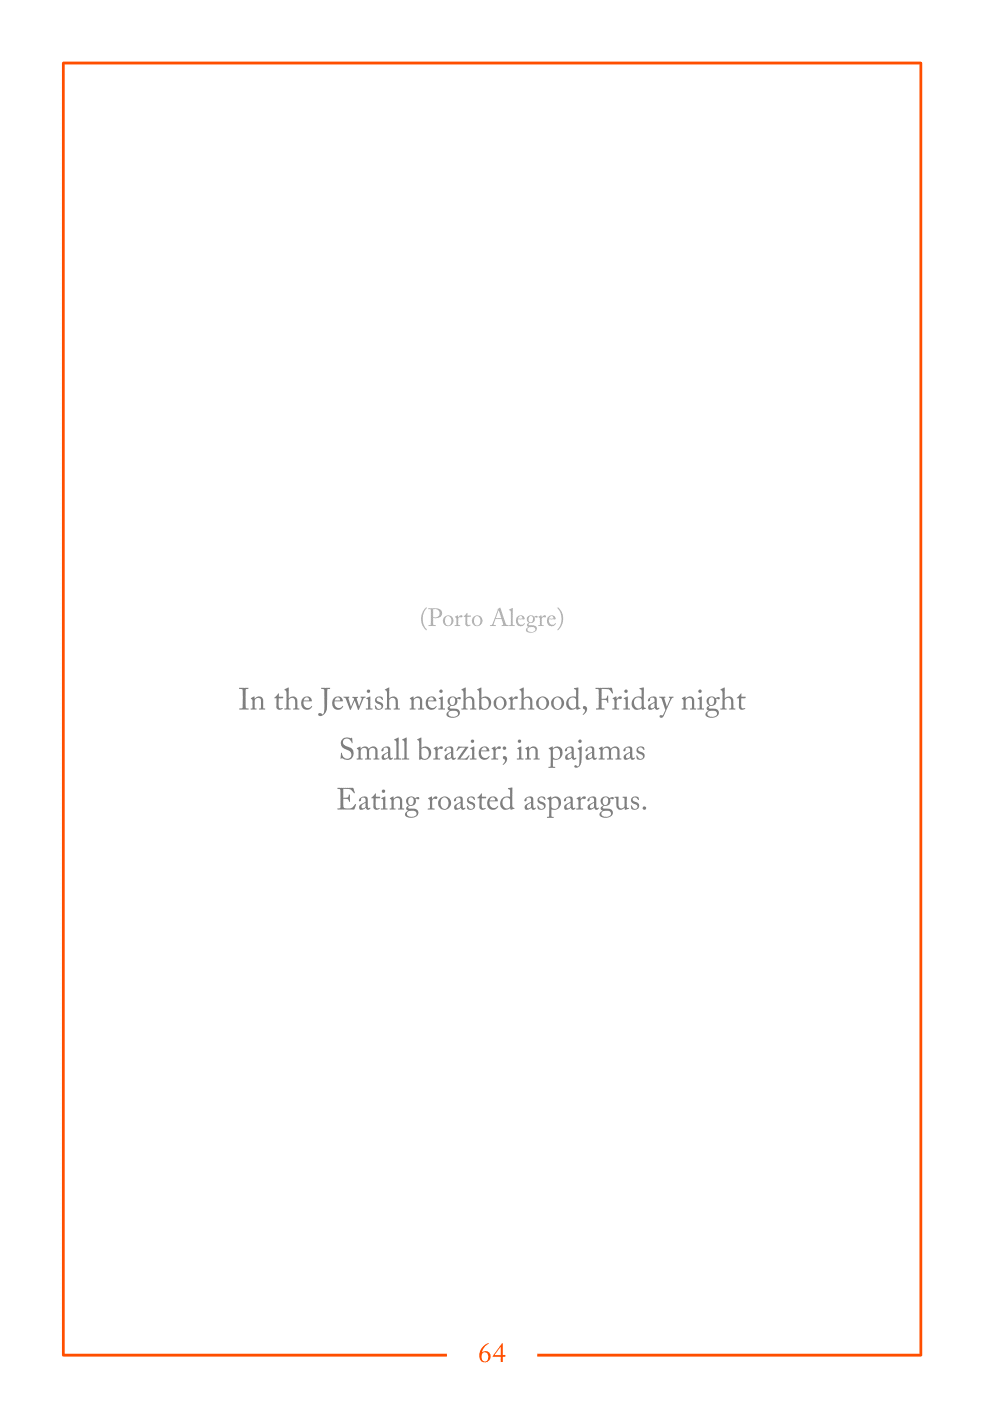 (Porto Alegre)
In the Jewish neighborhood, Friday night
Small brazier; in pajamas
Eating roasted asparagus.
64